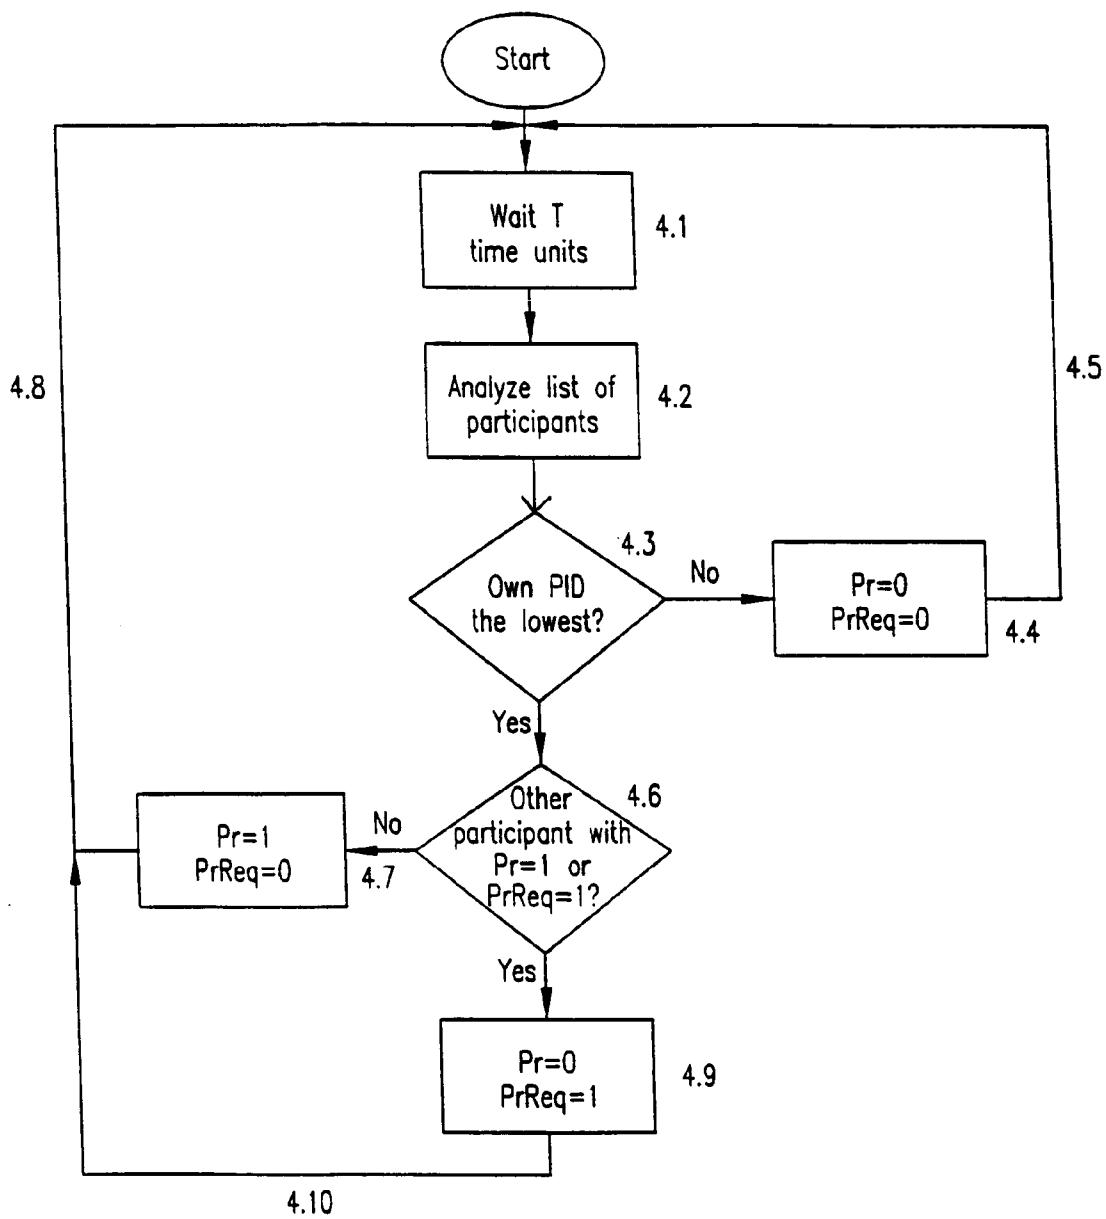 Start
Wait T
time units
4.1
Analyze list of
participants
4.2
4.8
4.5
4.3
Own PID
the lowest?
No
Pr=0
PrReq=0
4.4
Yes
4.6
Other
participant with
Pr=1 or
PrReq=1?
No
4.7
Pr=1
PrReq=0
Yes
Pr=0
PrReq=1
4.9
4.10